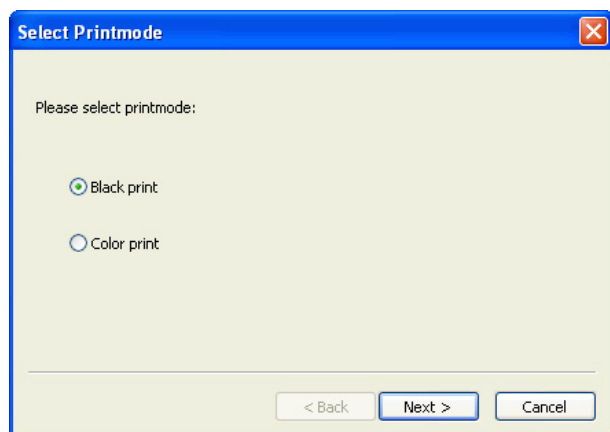 Select Printmode
Please select printmode:
Black print
Color print
< Back Next > Cancel